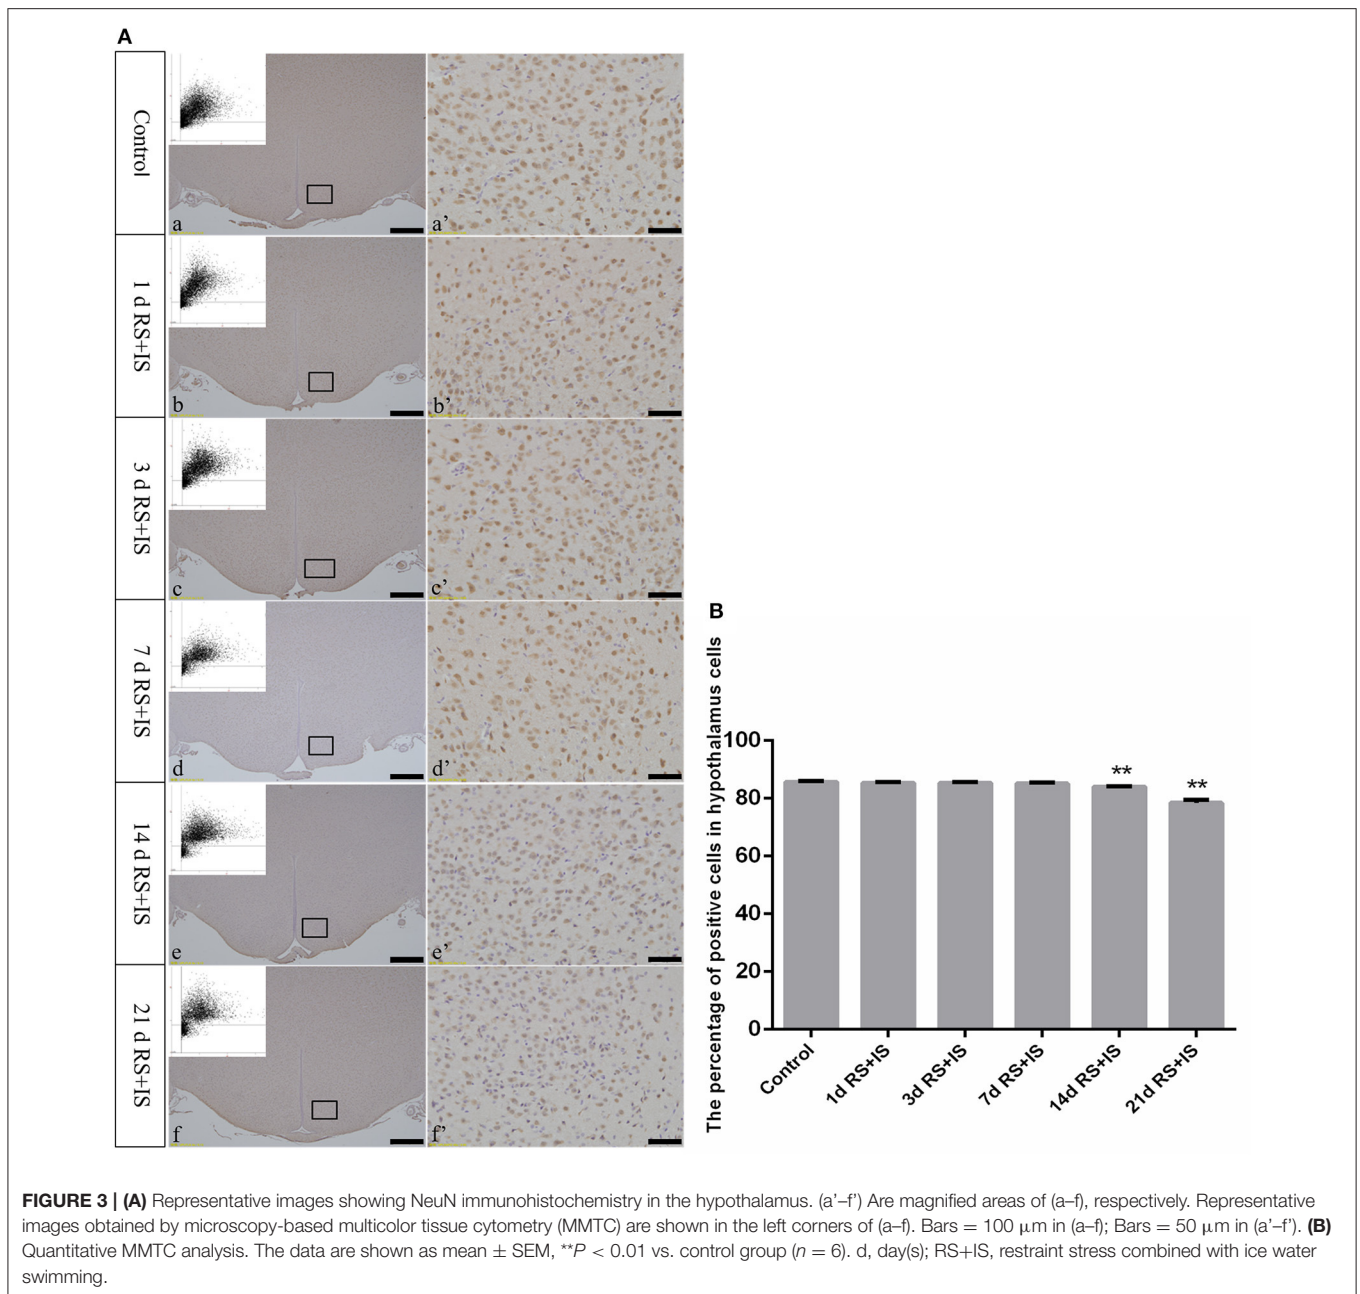 A
Control
a
a’
1 d RS+IS
b
b’
3 d RS+IS
c
c’
7 d RS+IS
d
d’
14 d RS+IS
e
e’
21 d RS+IS
f
f’
B
The percentage of positive cells in hypothalamus cells
100
80
60
40
20
0
**
**
Control
1d RS+IS
3d RS+IS
7d RS+IS
14d RS+IS
21d RS+IS
FIGURE 3 | (A) Representative images showing NeuN immunohistochemistry in the hypothalamus. (a’–f’) Are magnified areas of (a–f), respectively. Representative
images obtained by microscopy-based multicolor tissue cytometry (MMTC) are shown in the left corners of (a–f). Bars = 100 μm in (a–f); Bars = 50 μm in (a’–f’). (B)
Quantitative MMTC analysis. The data are shown as mean ± SEM, **P < 0.01 vs. control group (n = 6). d, day(s); RS+IS, restraint stress combined with ice water
swimming.